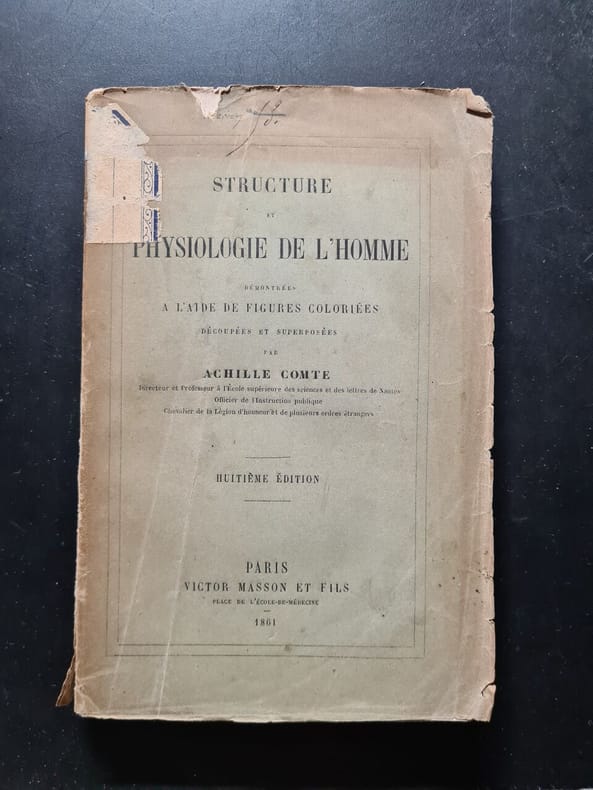 STRUCTURE
ET
PHYSIOLOGIE DE L'HOMME
DÉMONTRÉES
A L'AIDE DE FIGURES COLORIÉES
DÉCOUPÉES ET SUPERPOSÉES
PAR
ACHILLE COMTE
Directeur et Professeur à l'École supérieure des sciences et des lettres de Nantes
Officier de l'Instruction publique
Chevalier de la Légion d'honneur et de plusieurs ordres étrangers
HUITIÈME ÉDITION
PARIS
VICTOR MASSON ET FILS
PLACE DE L'ÉCOLE-DE-MÉDECINE
1861